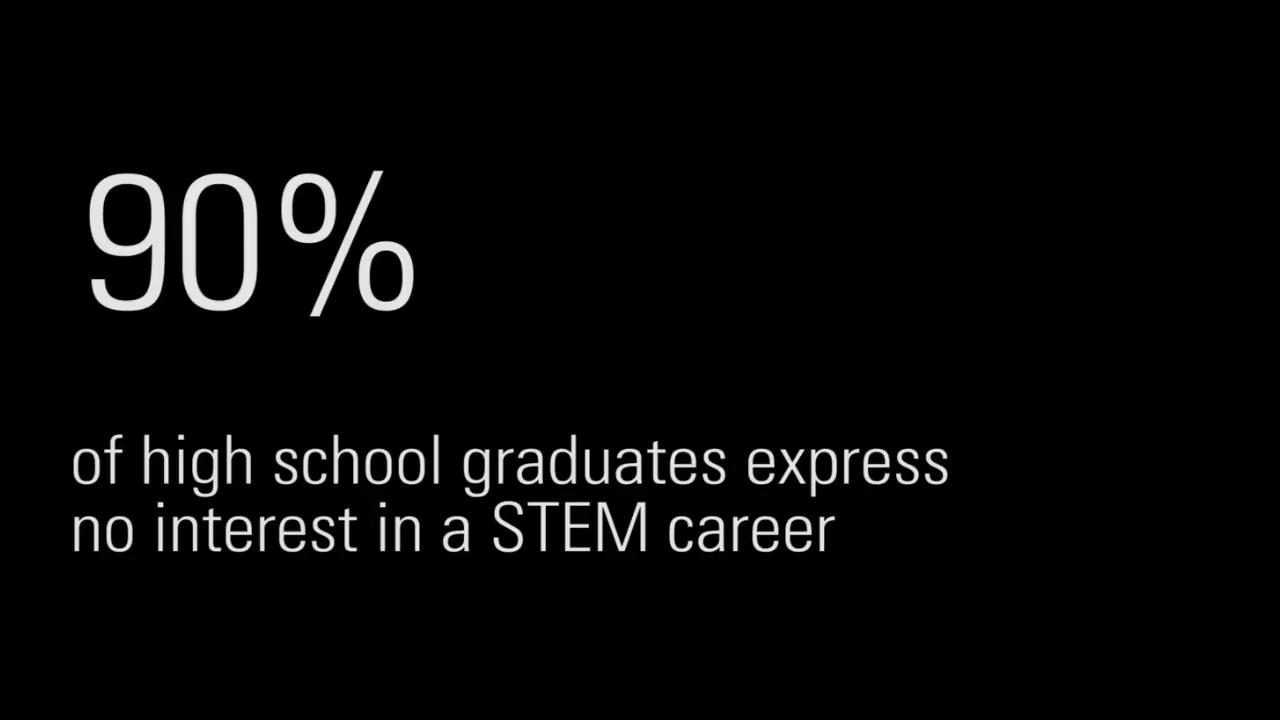 90%
of high school graduates express
no interest in a STEM career